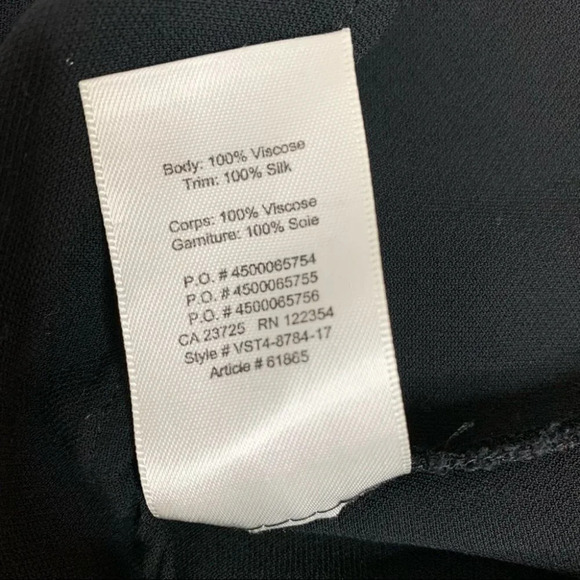 Body: 100% Viscose
Trim: 100% Silk
Corps: 100% Viscose
Garniture: 100% Soie
P.O. # 4500065754
P.O. # 4500065755
P.O. # 4500065756
CA 23725 RN 122354
Style # VST4-8784-17
Article # 61865